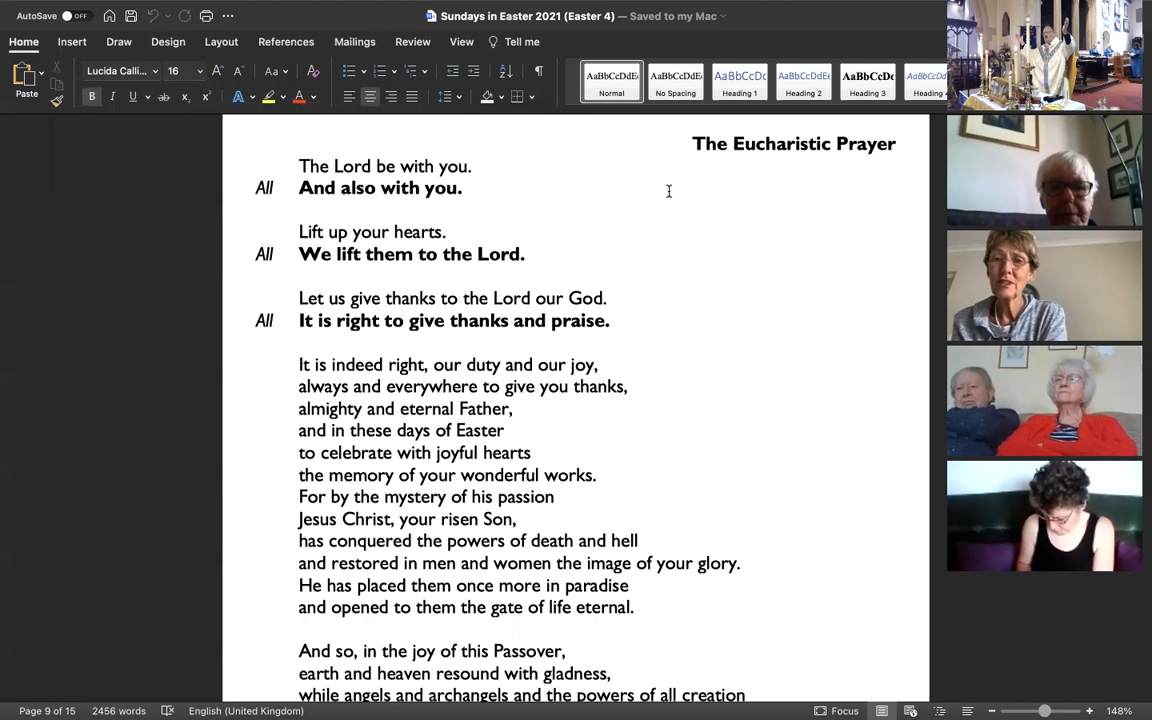 AutoSave OFF
Sundays in Easter 2021 (Easter 4) — Saved to my Mac
Home Insert Draw Design Layout References Mailings Review View Tell me
Paste
Lucida Calli... 16
AaBbCcDdEe AaBbCcDdEe AaBbCcDc AaBbCcDdEe AaBbCcDc AaBbCcDd
Normal No Spacing Heading 1 Heading 2 Heading 3 Heading
The Eucharistic Prayer
The Lord be with you.
All And also with you.
Lift up your hearts.
All We lift them to the Lord.
Let us give thanks to the Lord our God.
All It is right to give thanks and praise.
It is indeed right, our duty and our joy,
always and everywhere to give you thanks,
almighty and eternal Father,
and in these days of Easter
to celebrate with joyful hearts
the memory of your wonderful works.
For by the mystery of his passion
Jesus Christ, your risen Son,
has conquered the powers of death and hell
and restored in men and women the image of your glory.
He has placed them once more in paradise
and opened to them the gate of life eternal.
And so, in the joy of this Passover,
earth and heaven resound with gladness,
while angels and archangels and the powers of all creation
Page 9 of 15 2456 words English (United Kingdom) Focus 148%